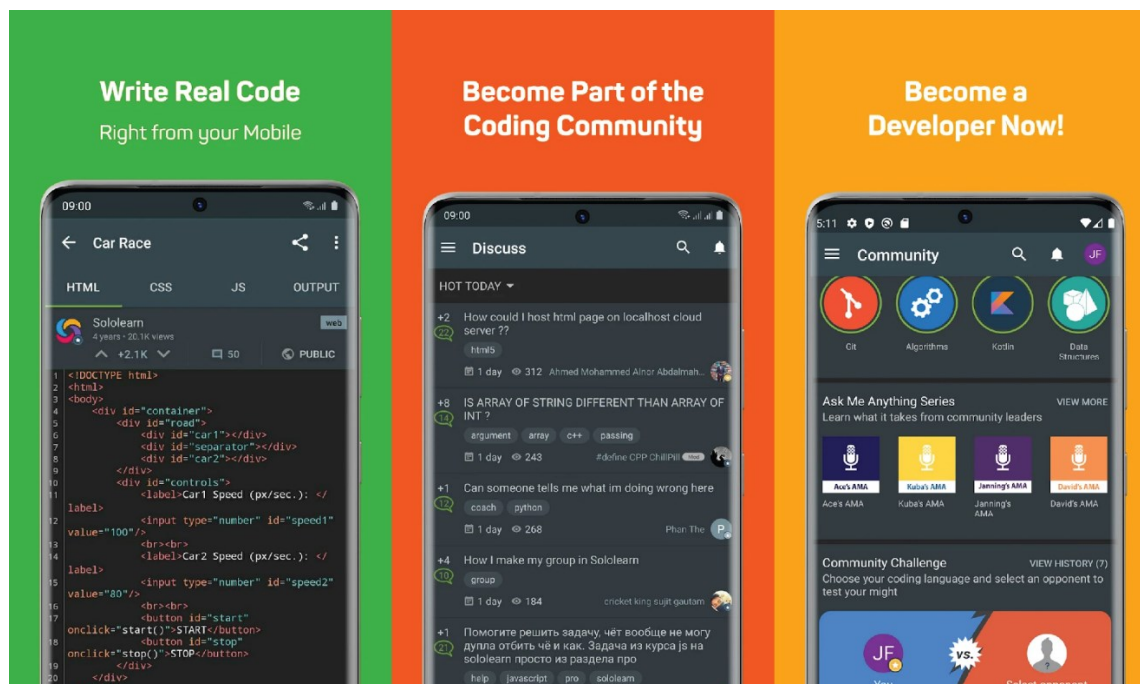 Write Real Code
Right from your Mobile
09:00
Car Race
HTML CSS JS OUTPUT
Sololearn
web
4 years · 20.1K views
+2.1K 50 PUBLIC
1 <!DOCTYPE html>
2 <html>
3 <body>
4 <div id="container">
5 <div id="road">
6 <div id="car1"></div>
7 <div id="separator"></div>
8 <div id="car2"></div>
9 </div>
10 <div id="controls">
11 <label>Car1 Speed (px/sec.): </
label>
12 <input type="number" id="speed1"
value="100"/>
13 <br><br>
14 <label>Car2 Speed (px/sec.): </
label>
15 <input type="number" id="speed2"
value="80"/>
16 <br><br>
17 <button id="start"
onclick="start()">START</button>
18 <button id="stop"
onclick="stop()">STOP</button>
19 </div>
20 </div>
Become Part of the
Coding Community
09:00
Discuss
HOT TODAY
+2 How could I host html page on localhost cloud
22 server ??
html5
1 day 312 Ahmed Mohammed Alnor Abdalmah...
+8 IS ARRAY OF STRING DIFFERENT THAN ARRAY OF
14 INT ?
argument array c++ passing
1 day 243 #define CPP ChillPill
+1 Can someone tells me what im doing wrong here
12 coach python
1 day 268 Phan The P
+4 How I make my group in Sololearn
10 group
1 day 184 cricket king sujit gautam
+1 Помогите решить задачу, чёт вообще не могу
21 дупла отбить чё и как. Задача из курса js на
sololearn просто из раздела про
help javascript pro sololearn
Become a
Developer Now!
5:11
Community JF
Git Algorithms Kotlin Data
Structures
Ask Me Anything Series VIEW MORE
Learn what it takes from community leaders
Ace's AMA Kuba's AMA Janning's AMA David's AMA
Ace's AMA Kuba's AMA Janning's David's AMA
AMA
Community Challenge VIEW HISTORY (7)
Choose your coding language and select an opponent to
test your might
JF vs. ?
You Select opponent